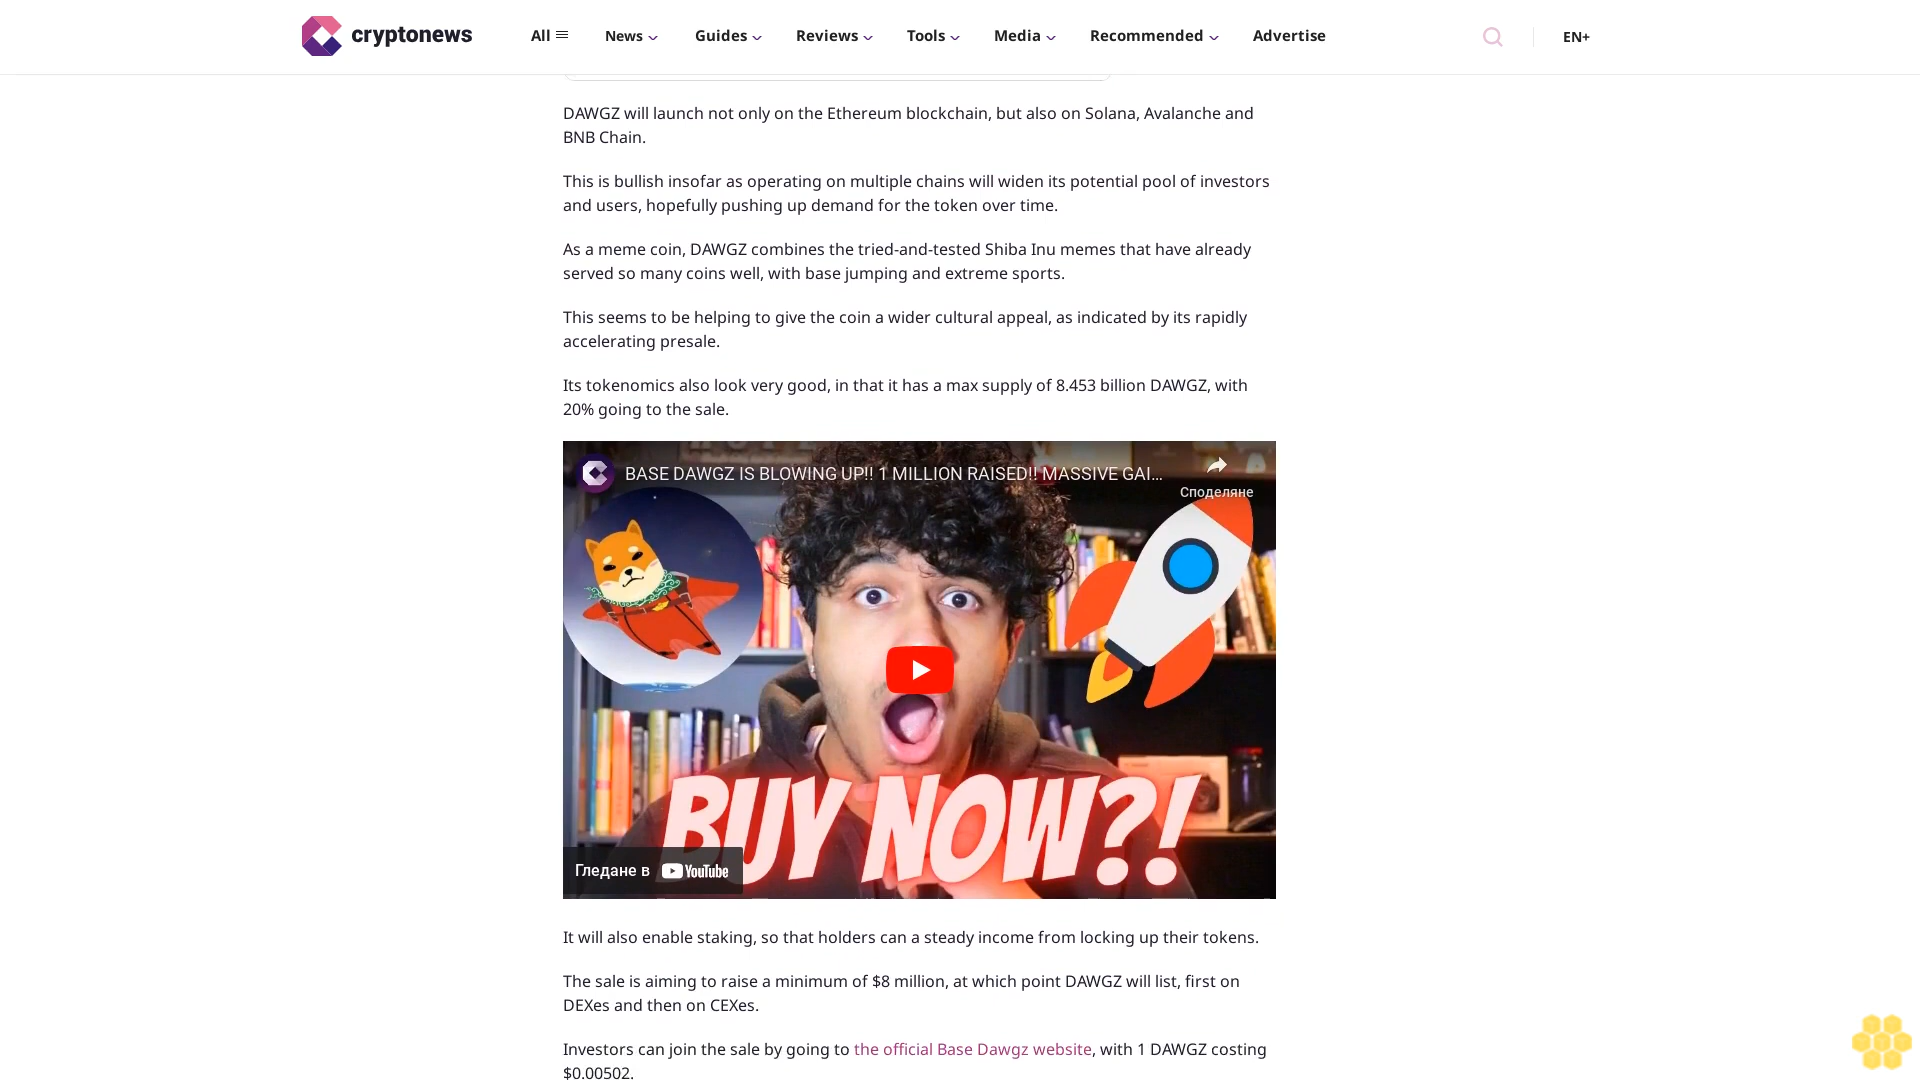 cryptonews
All
News
Guides
Reviews
Tools
Media
Recommended
Advertise
EN+
DAWGZ will launch not only on the Ethereum blockchain, but also on Solana, Avalanche and
BNB Chain.
This is bullish insofar as operating on multiple chains will widen its potential pool of investors
and users, hopefully pushing up demand for the token over time.
As a meme coin, DAWGZ combines the tried-and-tested Shiba Inu memes that have already
served so many coins well, with base jumping and extreme sports.
This seems to be helping to give the coin a wider cultural appeal, as indicated by its rapidly
accelerating presale.
Its tokenomics also look very good, in that it has a max supply of 8.453 billion DAWGZ, with
20% going to the sale.
BASE DAWGZ IS BLOWING UP!! 1 MILLION RAISED!! MASSIVE GAI...
Споделяне
BUY NOW?!
Гледане в YouTube
It will also enable staking, so that holders can a steady income from locking up their tokens.
The sale is aiming to raise a minimum of $8 million, at which point DAWGZ will list, first on
DEXes and then on CEXes.
Investors can join the sale by going to the official Base Dawgz website, with 1 DAWGZ costing
$0.00502.